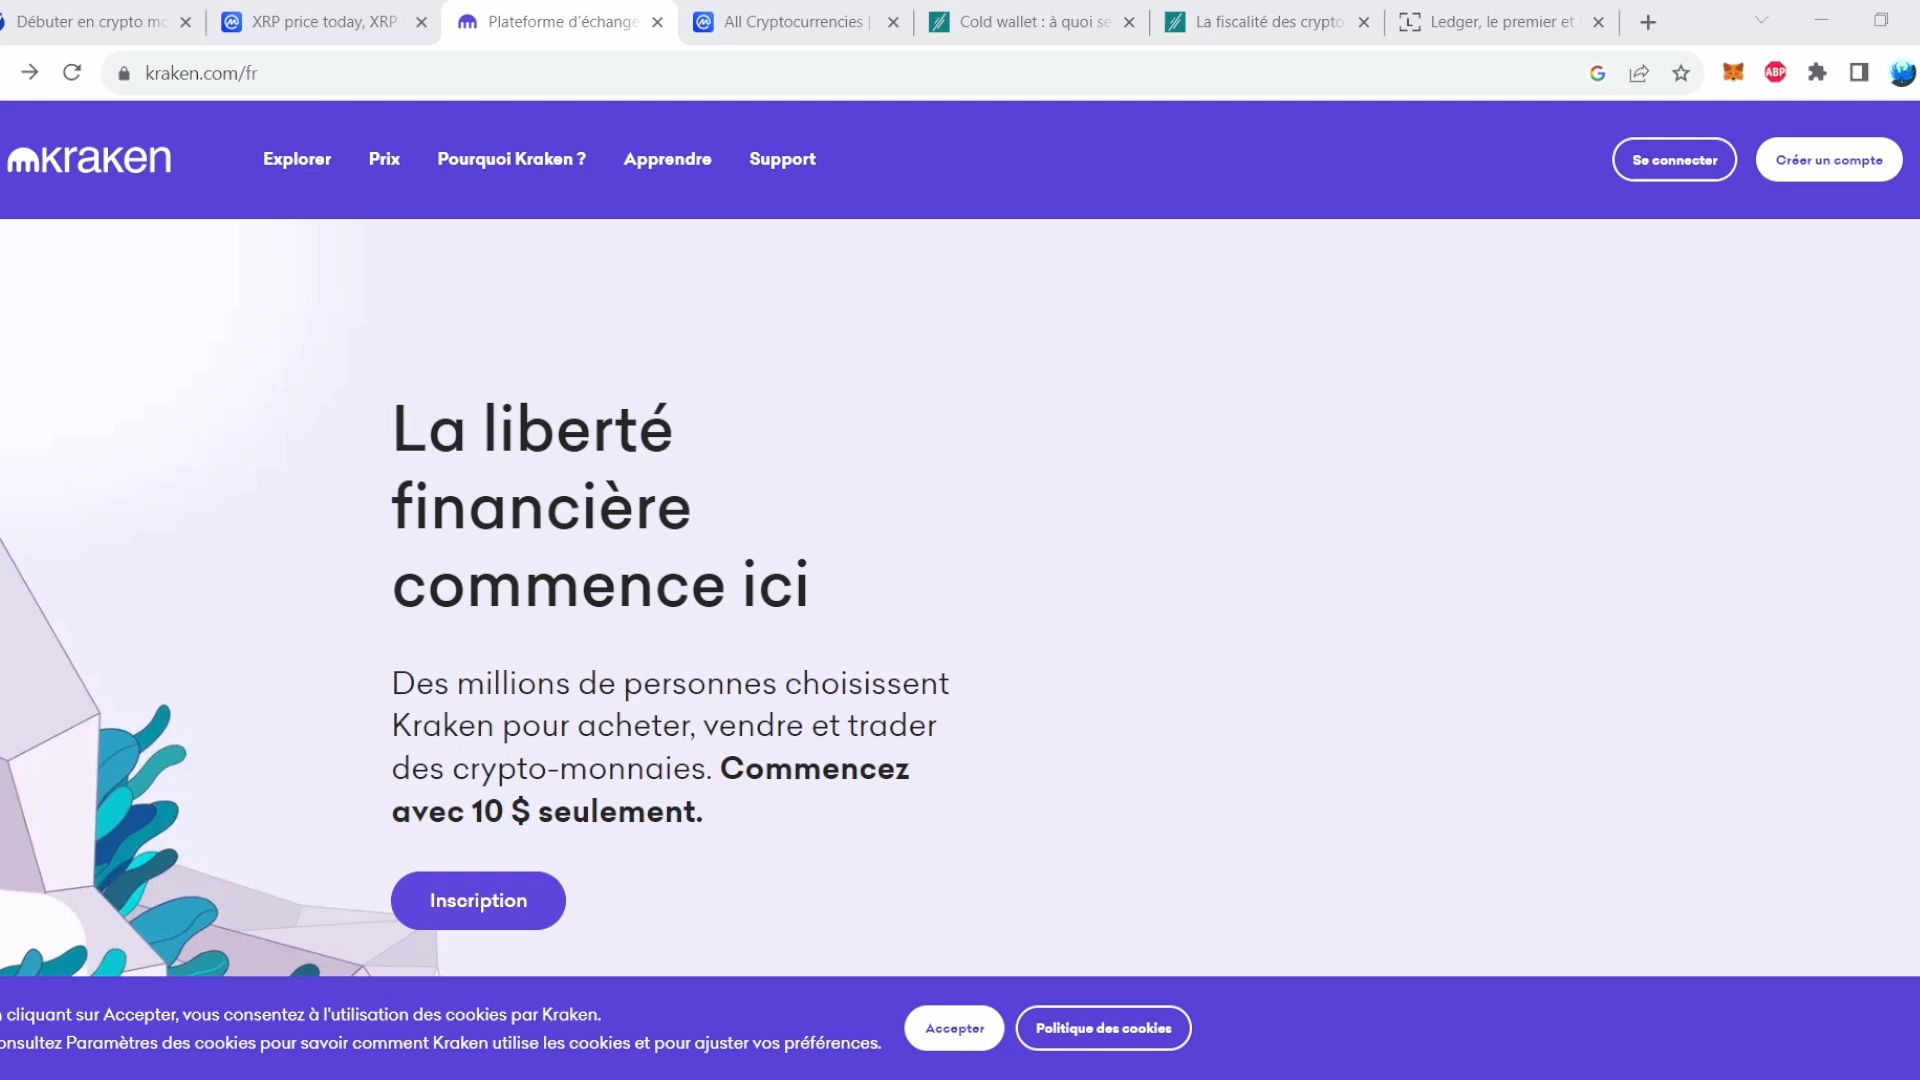 Débuter en crypto mo
XRP price today, XRP
Plateforme d'échange
All Cryptocurrencies |
Cold wallet : à quoi se
La fiscalité des crypto
Ledger, le premier et
kraken.com/fr
ABP
mKraken
Explorer
Prix
Pourquoi Kraken ?
Apprendre
Support
Se connecter
Créer un compte
La liberté
financière
commence ici
Des millions de personnes choisissent
Kraken pour acheter, vendre et trader
des crypto-monnaies. Commencez
avec 10 $ seulement.
Inscription
cliquant sur Accepter, vous consentez à l'utilisation des cookies par Kraken.
onsultez Paramètres des cookies pour savoir comment Kraken utilise les cookies et pour ajuster vos préférences.
Accepter
Politique des cookies